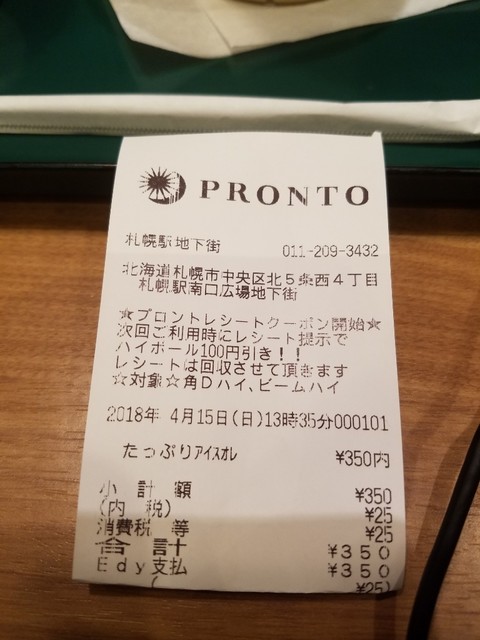 PRONTO
札幌駅地下街 011-209-3432
北海道札幌市中央区北5条西4丁目
札幌駅南口広場地下街
★プロントレシートクーポン開始★
次回ご利用時にレシート提示で
ハイボール100円引き!!
レシートは回収させて頂きます
☆対象☆角Dハイ、ビームハイ
2018年 4月15日(日)13時35分000101
たっぷりアイスオレ ¥350内
小 計 額 ¥350
(内 税) ¥25
消費税 等 ¥25
合 計 ¥350
Edy支払 ¥350
( ¥25)